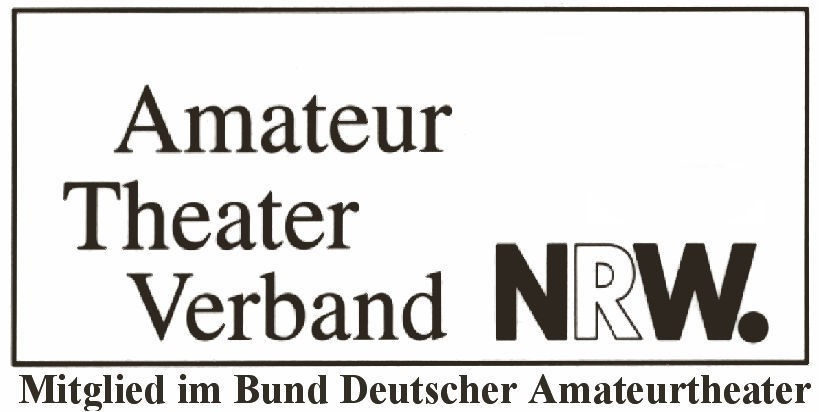 Amateur
Theater
Verband NRW.
Mitglied im Bund Deutscher Amateurtheater